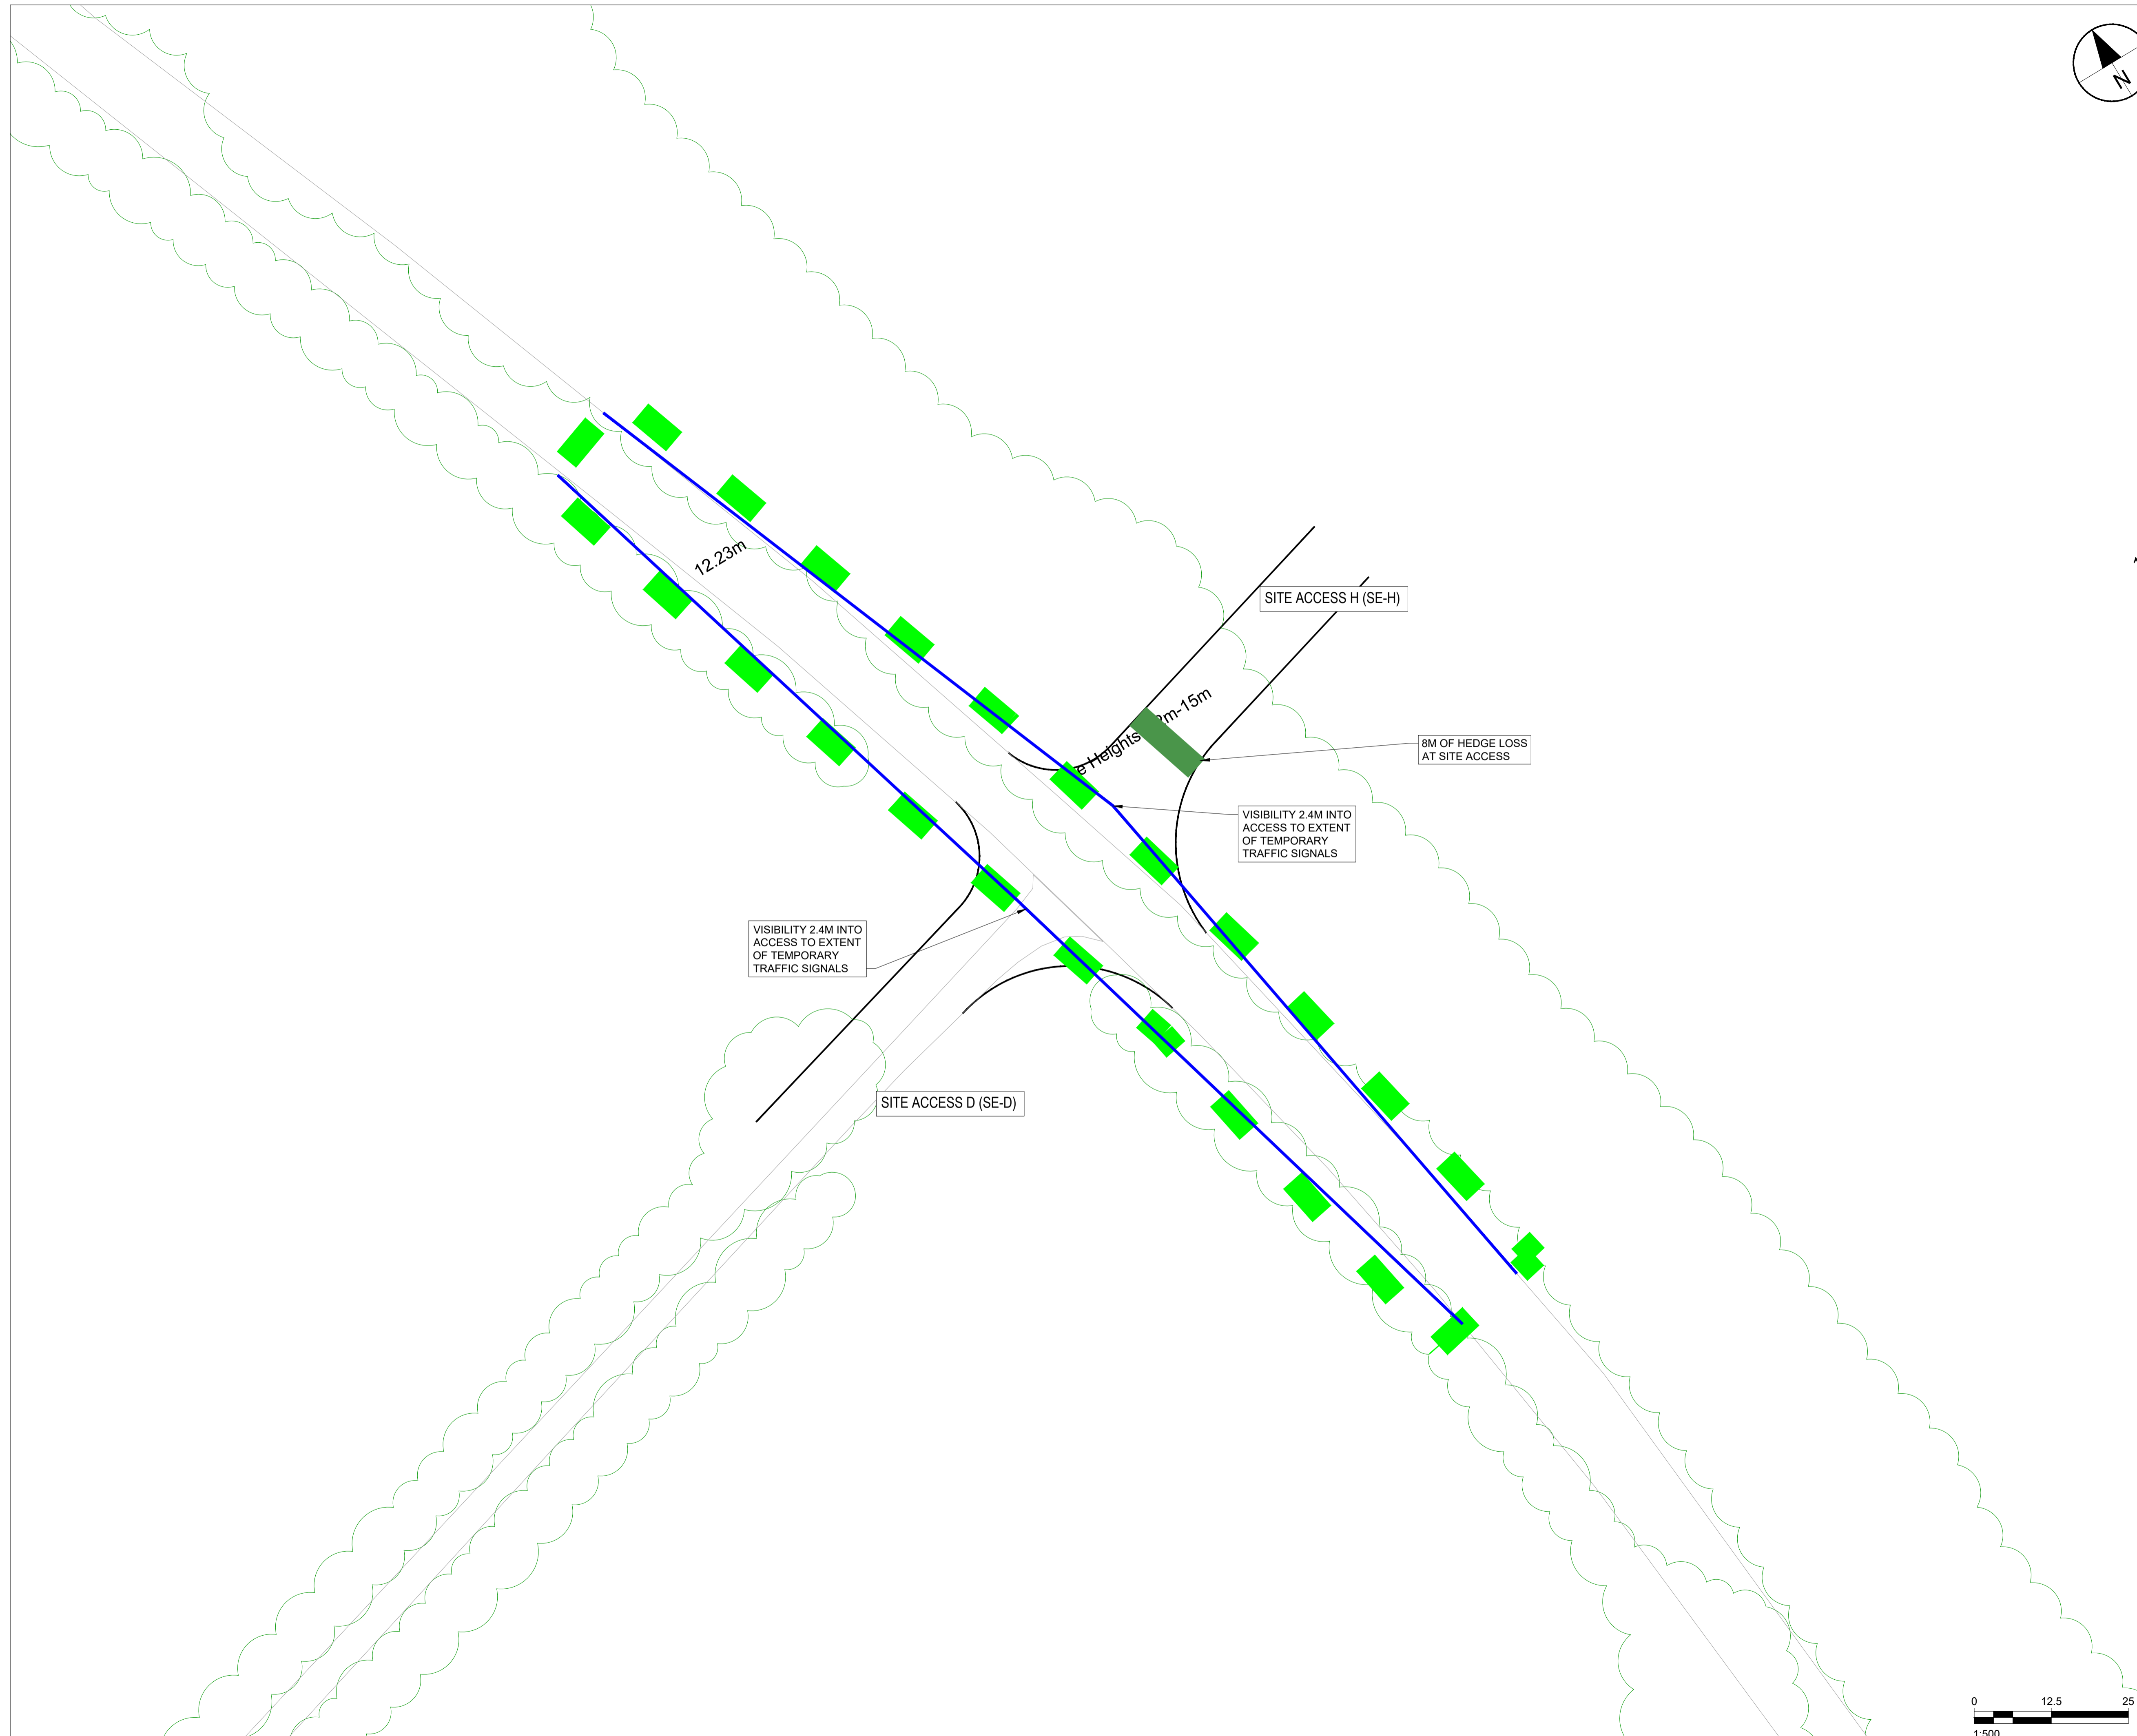 N
12.23m
SITE ACCESS H (SE-H)
e Heights 2m-15m
8M OF HEDGE LOSS
AT SITE ACCESS
VISIBILITY 2.4M INTO
ACCESS TO EXTENT
OF TEMPORARY
TRAFFIC SIGNALS
VISIBILITY 2.4M INTO
ACCESS TO EXTENT
OF TEMPORARY
TRAFFIC SIGNALS
SITE ACCESS D (SE-D)
0 12.5 25
1:500